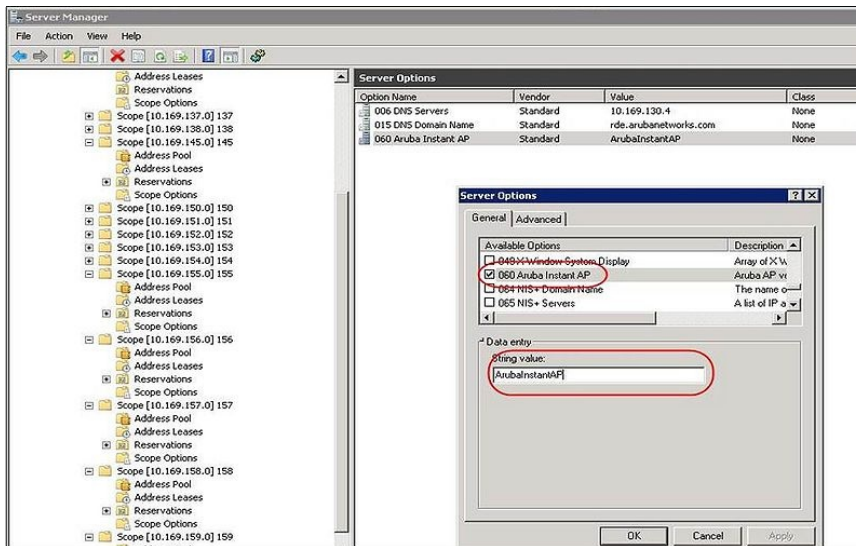 Server Manager
File Action View Help
Address Leases
Reservations
Scope Options
Scope [10.169.137.0] 137
Scope [10.169.138.0] 138
Scope [10.169.145.0] 145
Address Pool
Address Leases
Reservations
Scope Options
Scope [10.169.150.0] 150
Scope [10.169.151.0] 151
Scope [10.169.152.0] 152
Scope [10.169.153.0] 153
Scope [10.169.154.0] 154
Scope [10.169.155.0] 155
Address Pool
Address Leases
Reservations
Scope Options
Scope [10.169.156.0] 156
Address Pool
Address Leases
Reservations
Scope Options
Scope [10.169.157.0] 157
Address Pool
Address Leases
Reservations
Scope Options
Scope [10.169.158.0] 158
Address Pool
Address Leases
Reservations
Scope Options
Scope [10.169.159.0] 159
Server Options
Option Name Vendor Value Class
006 DNS Servers Standard 10.169.130.4 None
015 DNS Domain Name Standard rde.arubanetworks.com None
060 Aruba Instant AP Standard ArubaInstantAP None
Server Options
General Advanced
Available Options Description
049 X Window System Display Array of X W
060 Aruba Instant AP Aruba AP ve
064 NIS+ Domain Name The name o
065 NIS+ Servers A list of IP a
Data entry
String value:
ArubaInstantAP
OK Cancel Apply